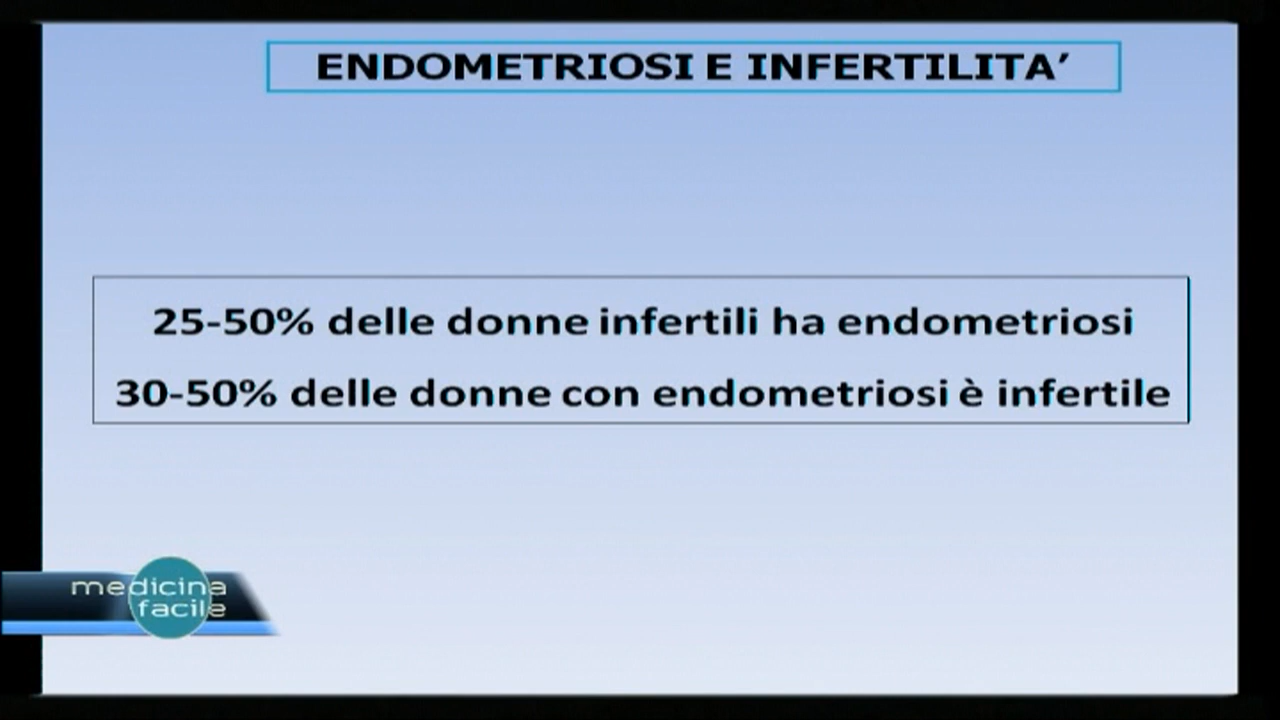 ENDOMETRIOSI E INFERTILITA’
25-50% delle donne infertili ha endometriosi
30-50% delle donne con endometriosi è infertile
medicina
facile